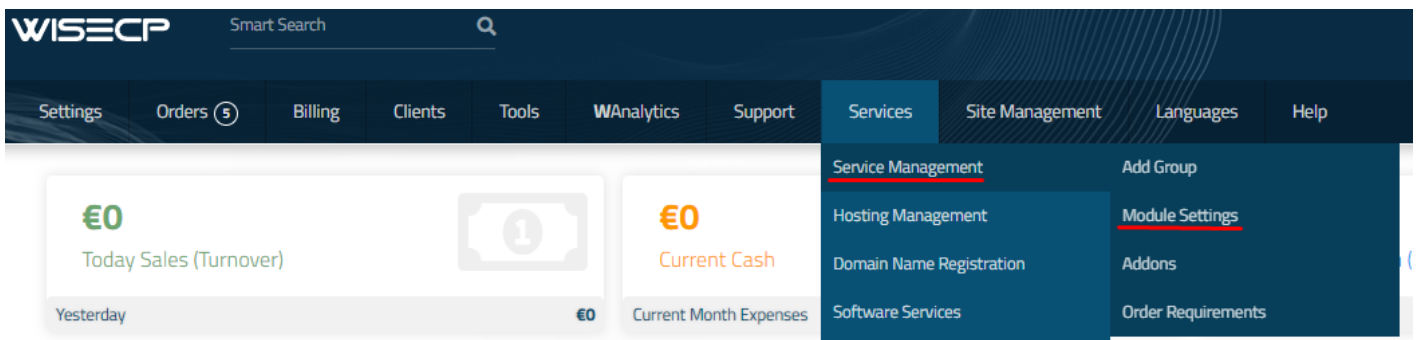 WISECP
Smart Search
Settings
Orders 5
Billing
Clients
Tools
WAnalytics
Support
Services
Site Management
Languages
Help
Service Management
Add Group
Hosting Management
Module Settings
Domain Name Registration
Addons
Software Services
Order Requirements
€0
Today Sales (Turnover)
1
Yesterday
€0
€0
Current Cash
Current Month Expenses
(